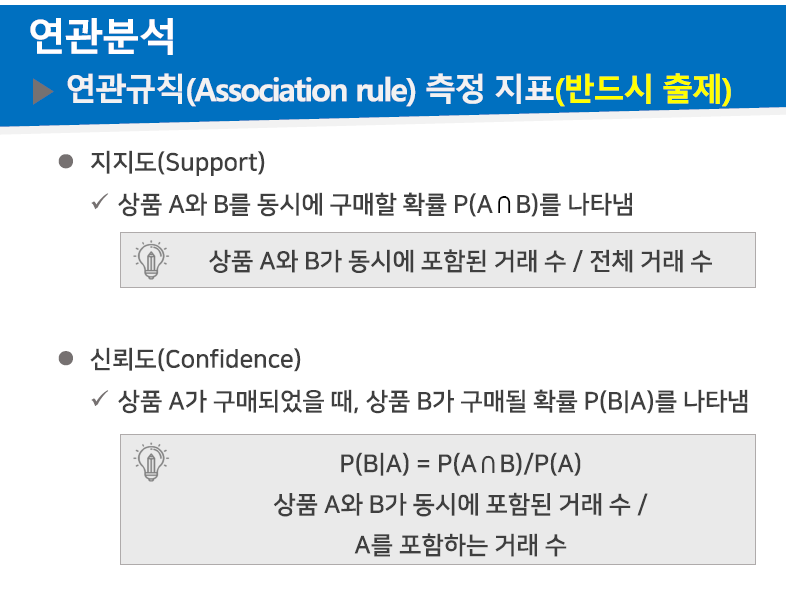 연관분석
▶ 연관규칙(Association rule) 측정 지표(반드시 출제)
● 지지도(Support)
✓ 상품 A와 B를 동시에 구매할 확률 P(A∩B)를 나타냄
상품 A와 B가 동시에 포함된 거래 수 / 전체 거래 수
● 신뢰도(Confidence)
✓ 상품 A가 구매되었을 때, 상품 B가 구매될 확률 P(B|A)를 나타냄
P(B|A) = P(A∩B)/P(A)
상품 A와 B가 동시에 포함된 거래 수 /
A를 포함하는 거래 수